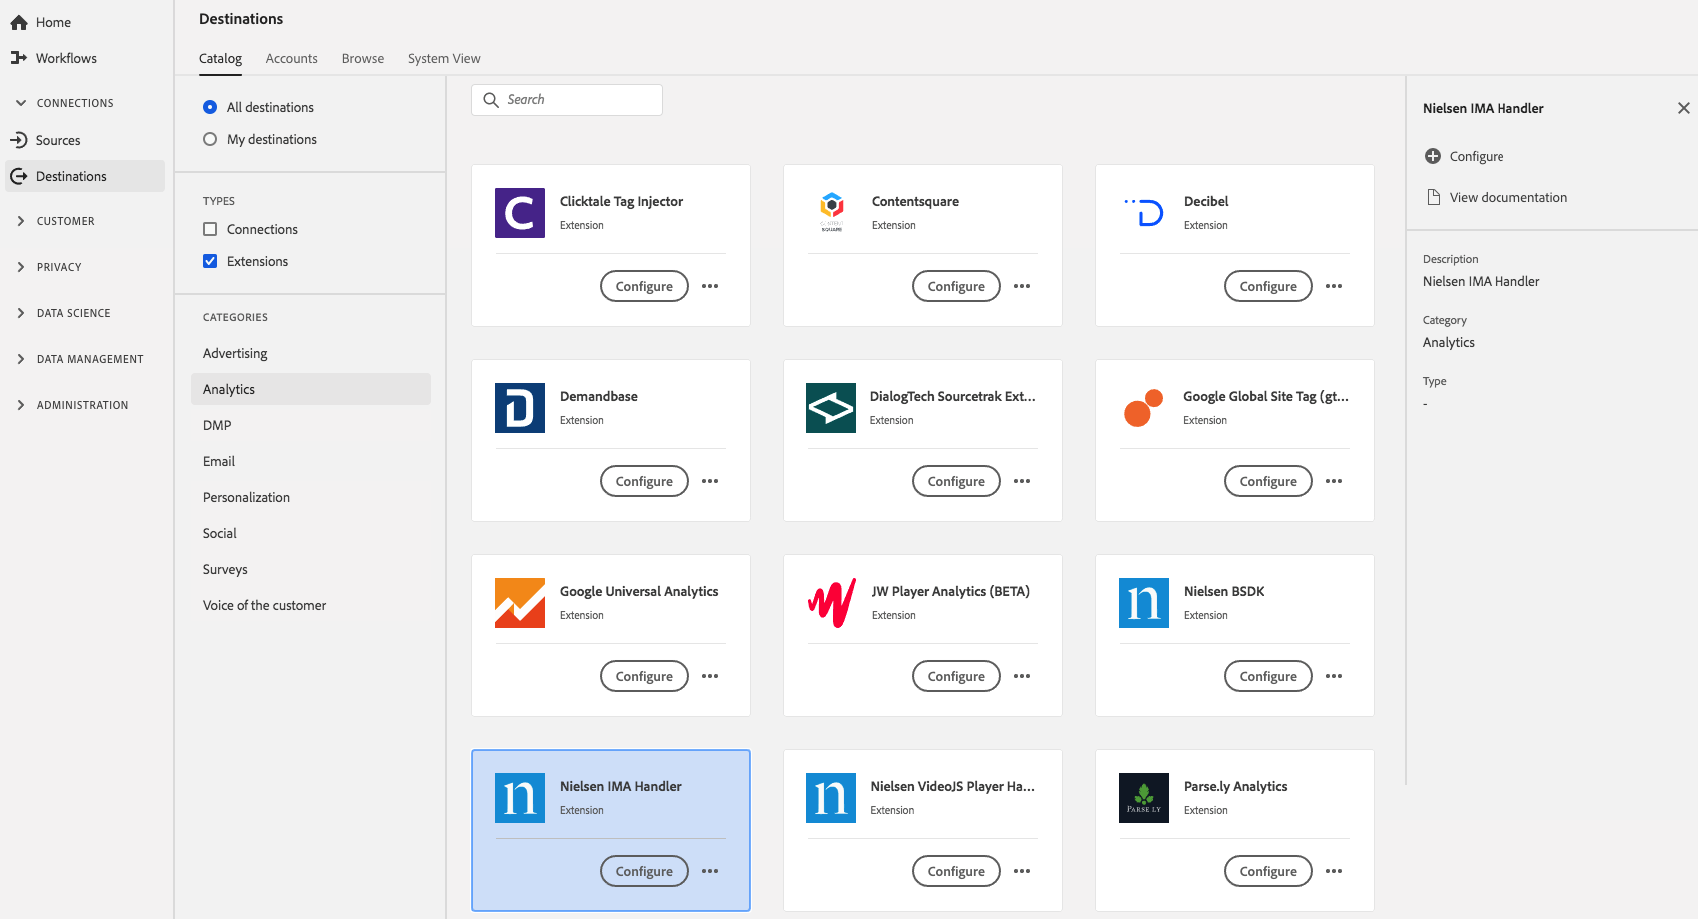 Home
Workflows
CONNECTIONS
Sources
Destinations
CUSTOMER
PRIVACY
DATA SCIENCE
DATA MANAGEMENT
ADMINISTRATION
Destinations
Catalog Accounts Browse System View
All destinations
My destinations
TYPES
Connections
Extensions
CATEGORIES
Advertising
Analytics
DMP
Email
Personalization
Social
Surveys
Voice of the customer
Search
C
Clicktale Tag Injector
Extension
Configure
CONTENT
SQUARE
Contentsquare
Extension
Configure
Decibel
Extension
Configure
D
Demandbase
Extension
Configure
DialogTech Sourcetrak Ext...
Extension
Configure
Google Global Site Tag (gt...
Extension
Configure
Google Universal Analytics
Extension
Configure
JW Player Analytics (BETA)
Extension
Configure
n
Nielsen BSDK
Extension
Configure
n
Nielsen IMA Handler
Extension
Configure
n
Nielsen VideoJS Player Ha...
Extension
Configure
PARSE.LY
Parse.ly Analytics
Extension
Configure
Nielsen IMA Handler
Configure
View documentation
Description
Nielsen IMA Handler
Category
Analytics
Type
-